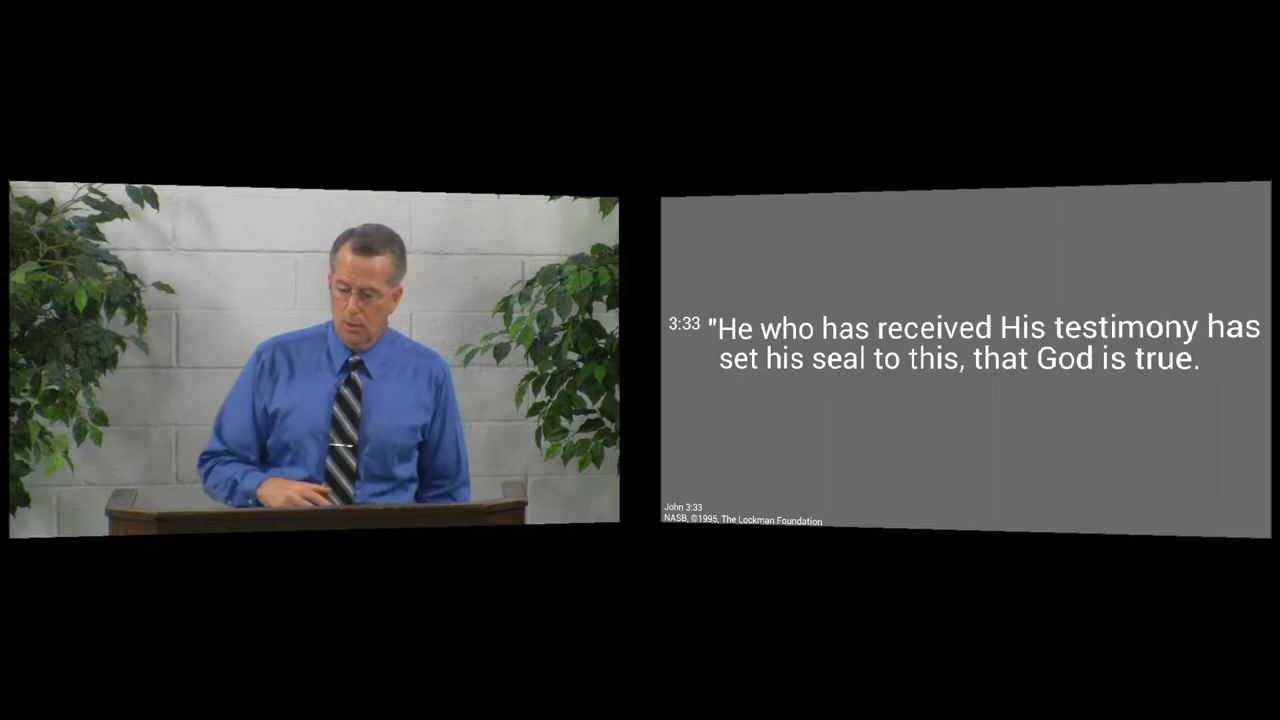 3:33 "He who has received His testimony has
set his seal to this, that God is true.
John 3:33
NASB, ©1995, The Lockman Foundation